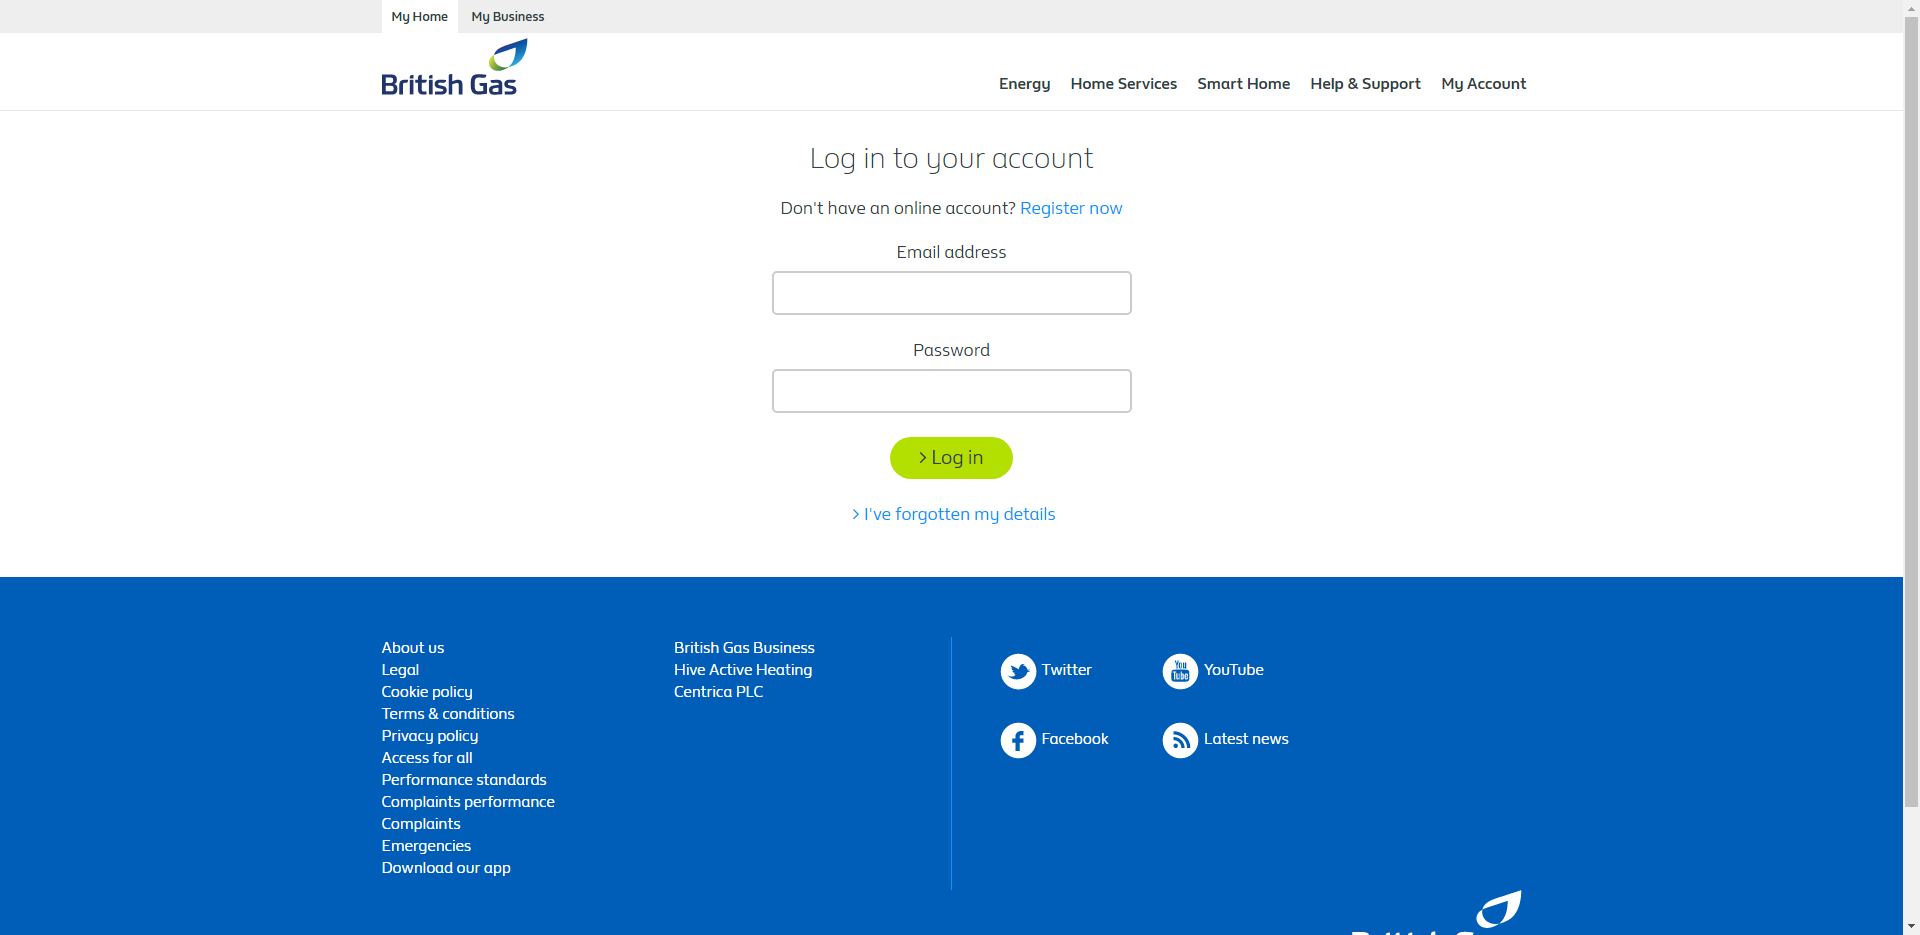 My Home My Business
British Gas
Energy Home Services Smart Home Help & Support My Account
Log in to your account
Don't have an online account? Register now
Email address
Password
> Log in
> I've forgotten my details
About us
Legal
Cookie policy
Terms & conditions
Privacy policy
Access for all
Performance standards
Complaints performance
Complaints
Emergencies
Download our app
British Gas Business
Hive Active Heating
Centrica PLC
Twitter
You Tube YouTube
Facebook
Latest news